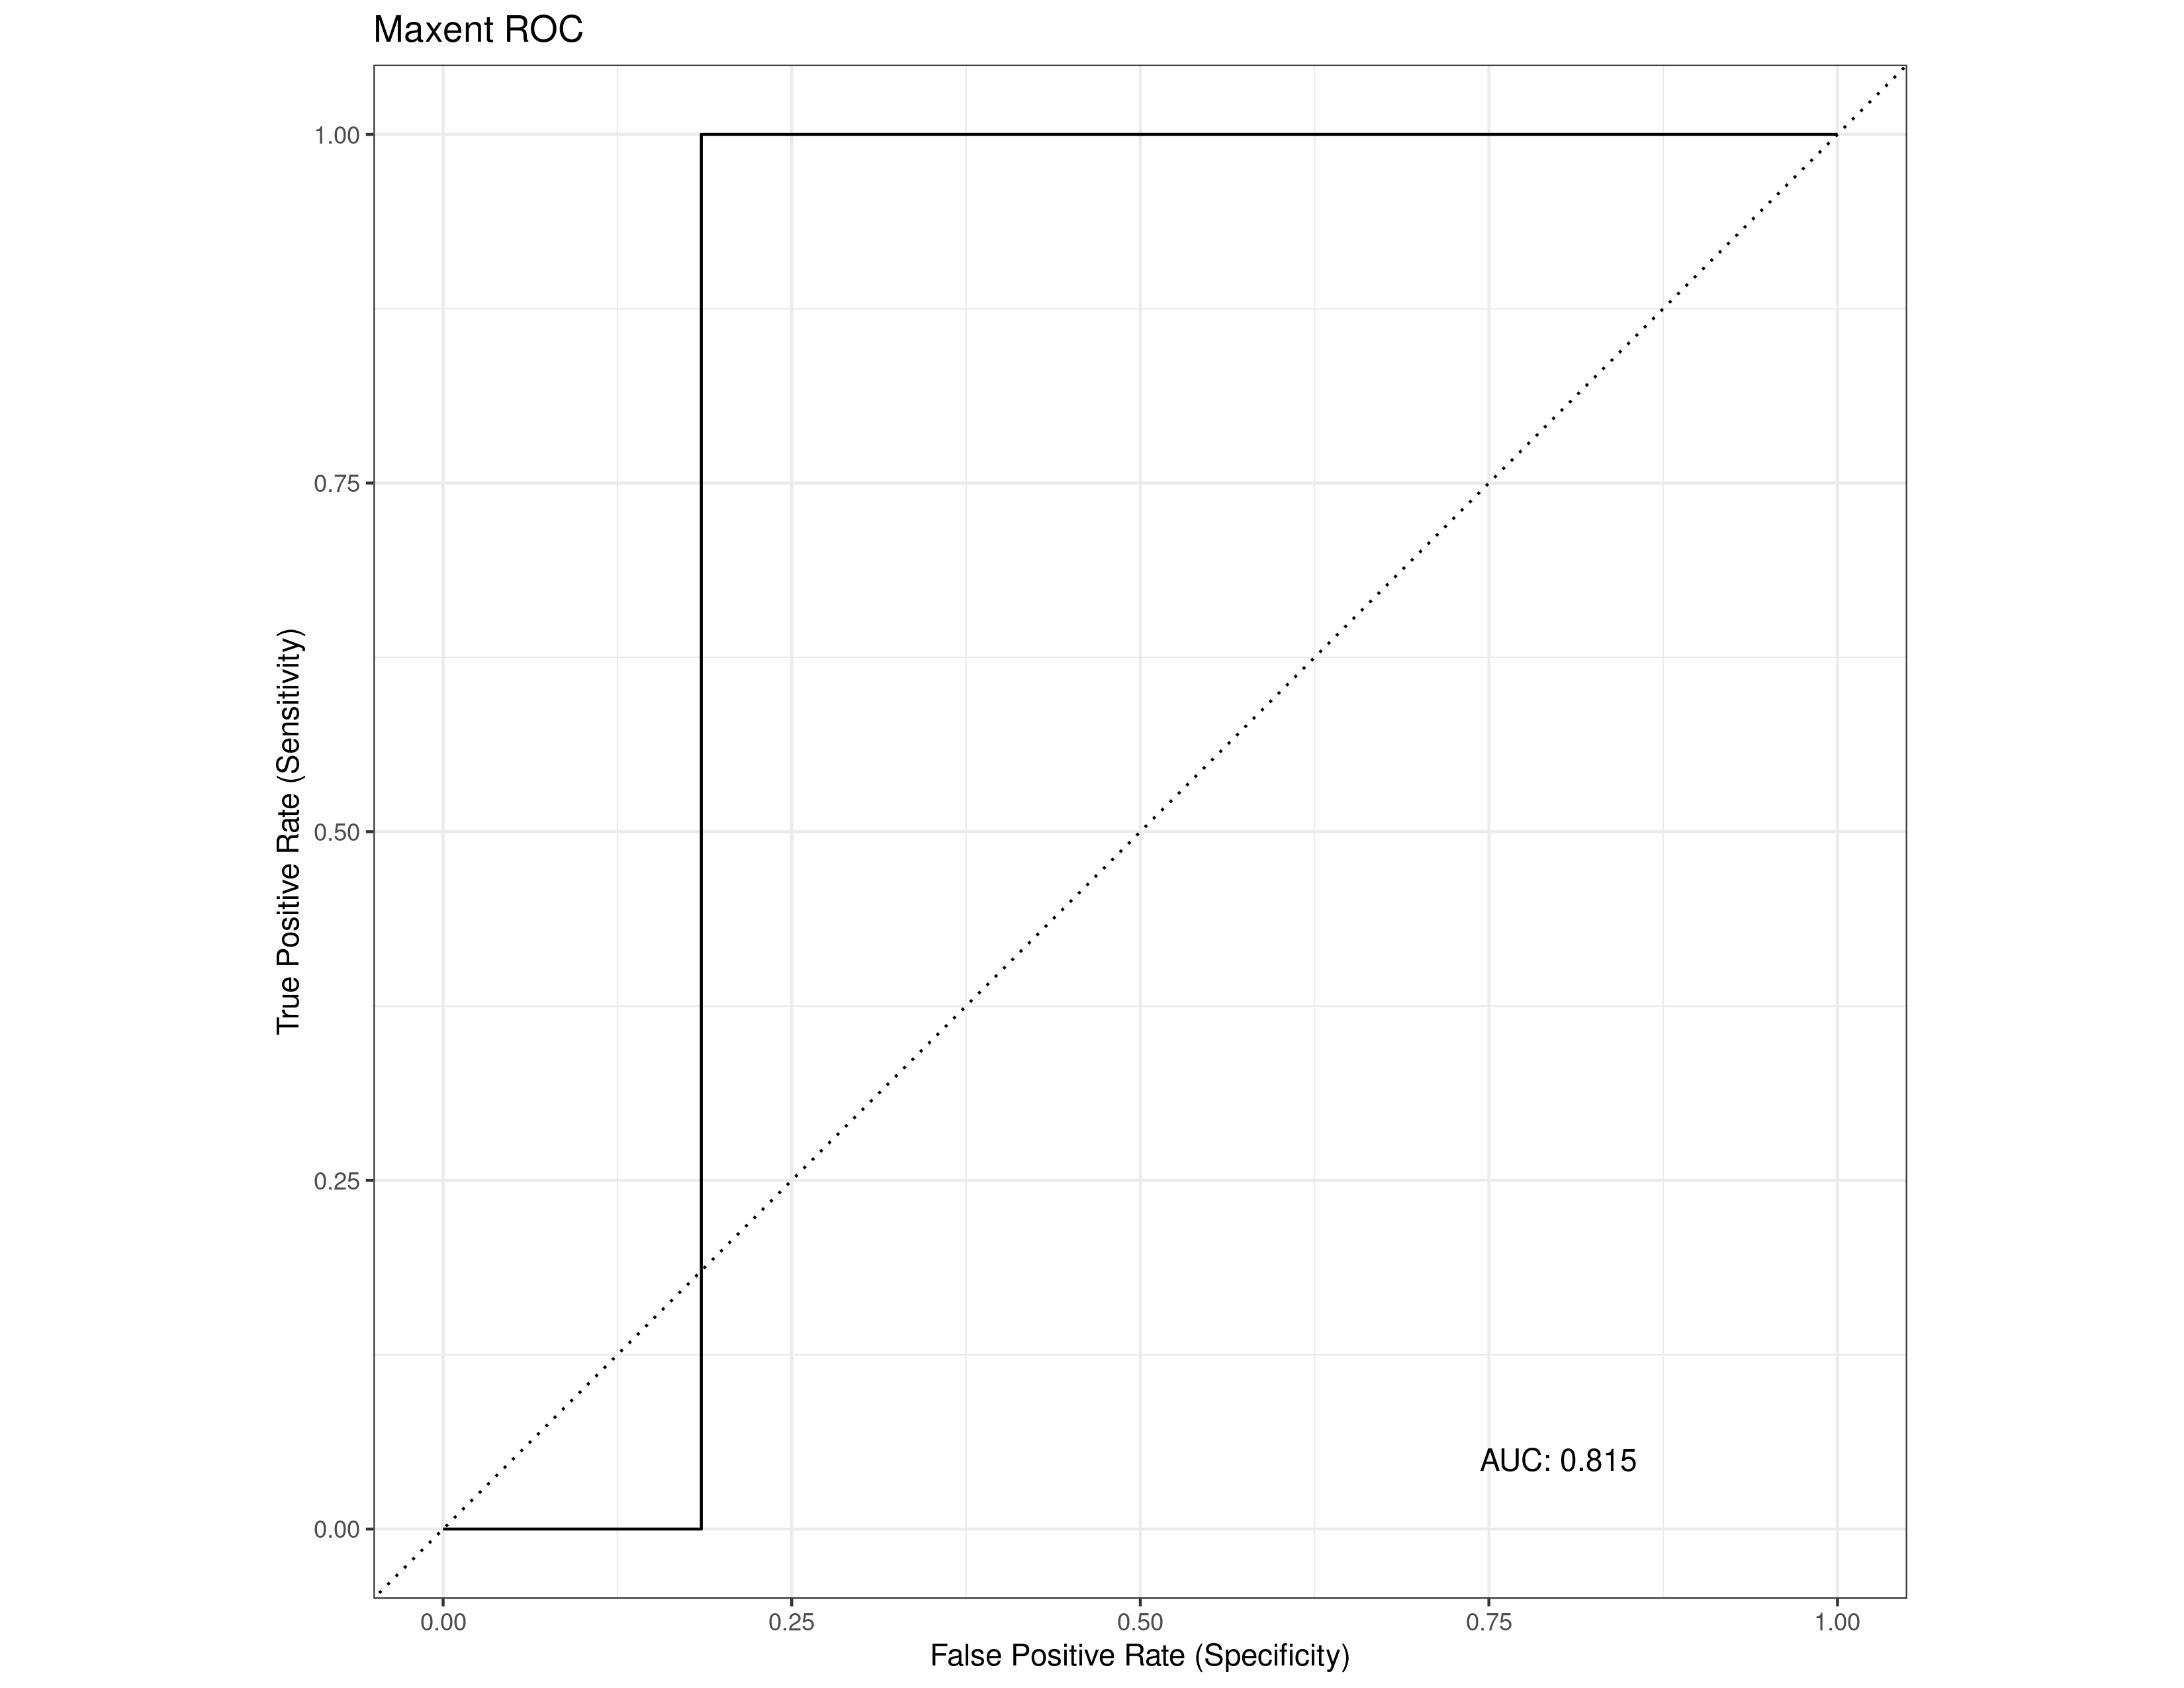 Maxent ROC
True Positive Rate (Sensitivity)
1.00
0.75
0.50
0.25
0.00
AUC: 0.815
0.00
0.25
0.50
0.75
1.00
False Positive Rate (Specificity)